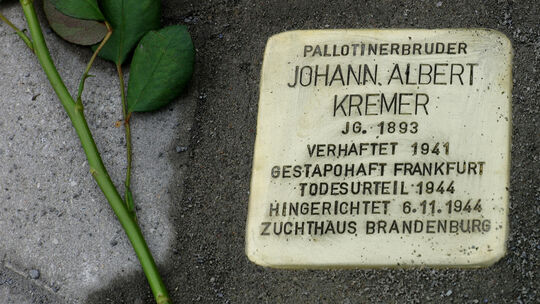 PALLOTINERBRUDER
JOHANN ALBERT
KREMER
JG. 1893
VERHAFTET 1941
GESTAPOHAFT FRANKFURT
TODESURTEIL 1944
HINGERICHTET 6.11.1944
ZUCHTHAUS BRANDENBURG